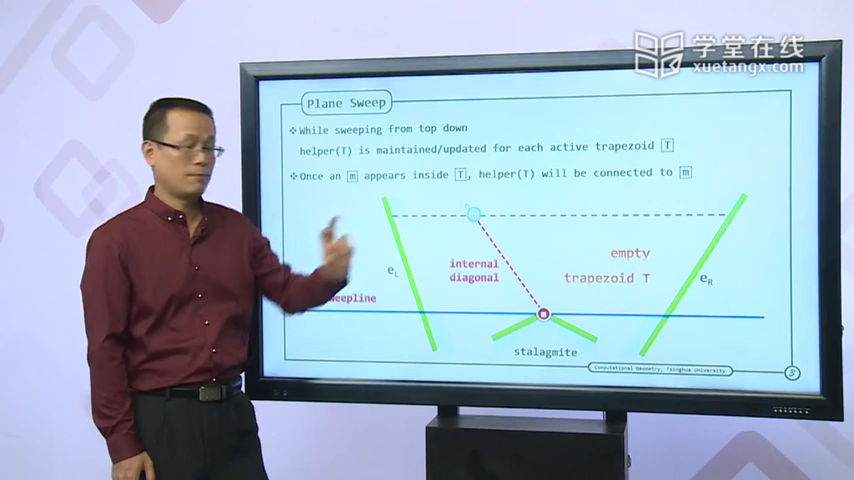 学堂在线
xuetangx.com
Plane Sweep
❖While sweeping from top down
helper(T) is maintained/updated for each active trapezoid T
❖Once an m appears inside T, helper(T) will be connected to m
internal
diagonal
empty
trapezoid T
eL
eR
weepline
m
stalagmite
Computational Geometry, Tsinghua University